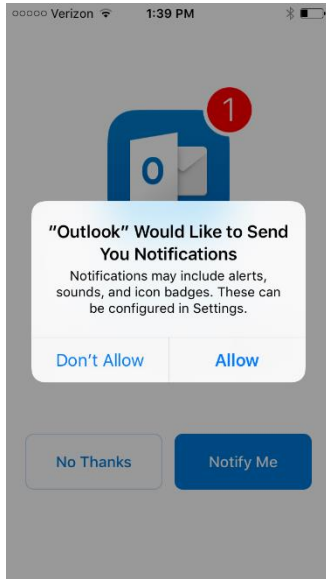 Verizon 1:39 PM
1
O
"Outlook" Would Like to Send
You Notifications
Notifications may include alerts,
sounds, and icon badges. These can
be configured in Settings.
Don't Allow Allow
No Thanks Notify Me